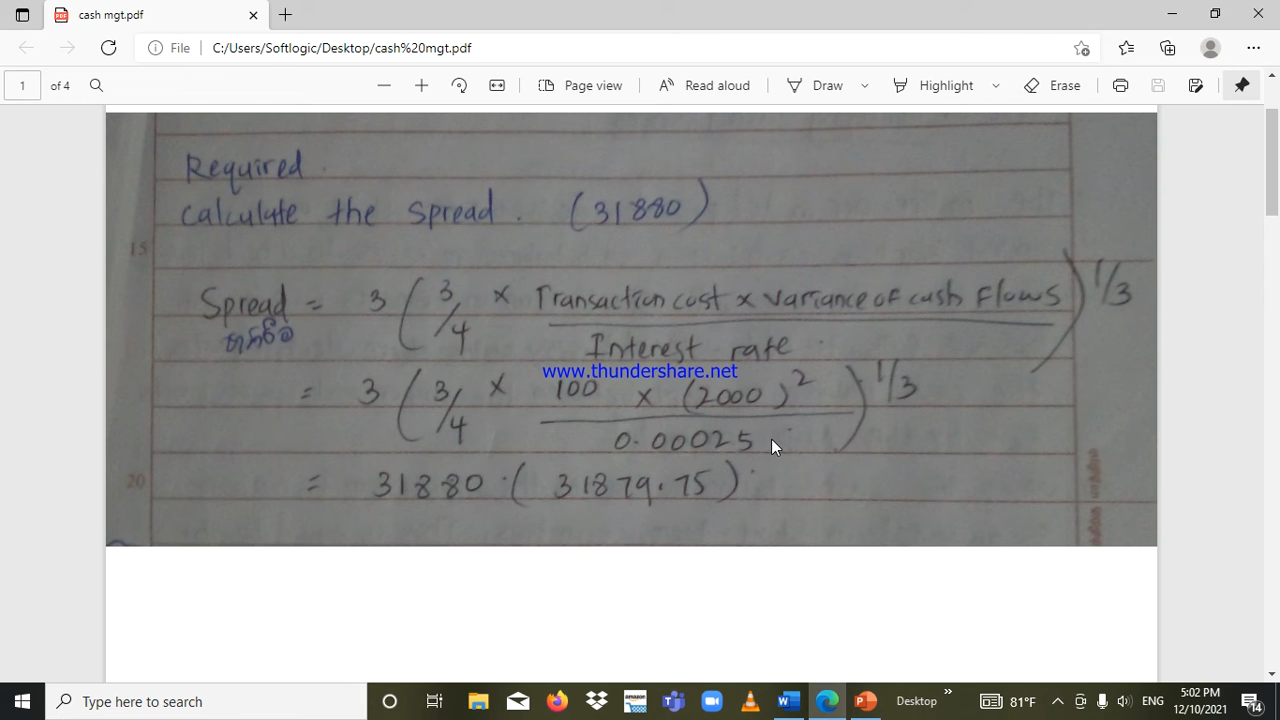 cash mgt.pdf
File C:/Users/Softlogic/Desktop/cash%20mgt.pdf
1 of 4 Page view Read aloud Draw Highlight Erase
Required.
Calculate the spread. (31880)
15
Spread = 3 ( 3/4 × Transaction cost × variance of cash flows ) 1/3
Interest rate
www.thundershare.net
= 3 ( 3/4 × 100 × (2000)2 ) 1/3
0.00025
20
= 31880. ( 31879.75 )
Type here to search
amazon
Desktop
81°F
ENG
5:02 PM
12/10/2021
14